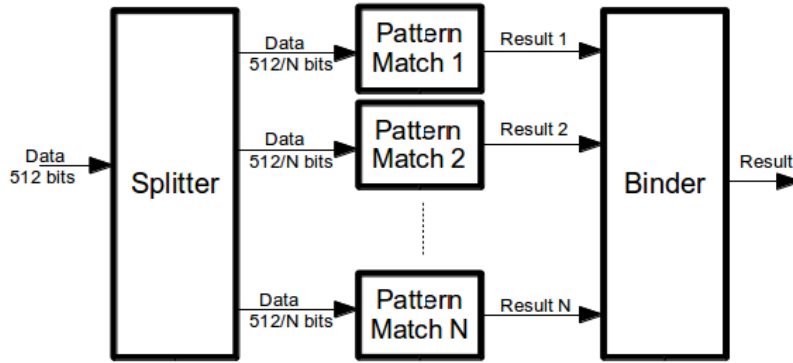 Data
512 bits
Splitter
Data
512/N bits
Pattern
Match 1
Result 1
Data
512/N bits
Pattern
Match 2
Result 2
Data
512/N bits
Pattern
Match N
Result N
Binder
Result